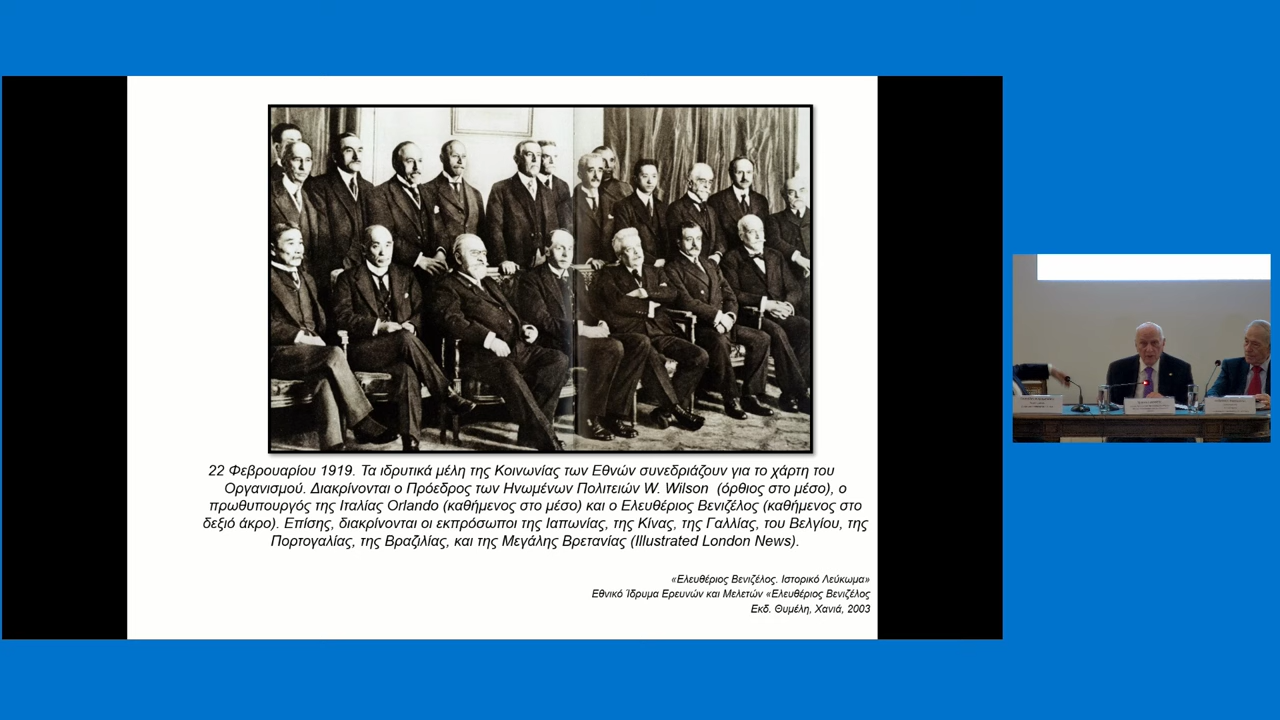 22 Φεβρουαρίου 1919. Τα ιδρυτικά μέλη της Κοινωνίας των Εθνών συνεδριάζουν για το χάρτη του
Οργανισμού. Διακρίνονται ο Πρόεδρος των Ηνωμένων Πολιτειών W. Wilson (όρθιος στο μέσο), ο
πρωθυπουργός της Ιταλίας Orlando (καθήμενος στο μέσο) και ο Ελευθέριος Βενιζέλος (καθήμενος στο
δεξιό άκρο). Επίσης, διακρίνονται οι εκπρόσωποι της Ιαπωνίας, της Κίνας, της Γαλλίας, του Βελγίου, της
Πορτογαλίας, της Βραζιλίας, και της Μεγάλης Βρετανίας (Illustrated London News).
«Ελευθέριος Βενιζέλος. Ιστορικό Λεύκωμα»
Εθνικό Ίδρυμα Ερευνών και Μελετών «Ελευθέριος Βενιζέλος
Εκδ. Θυμέλη, Χανιά, 2003